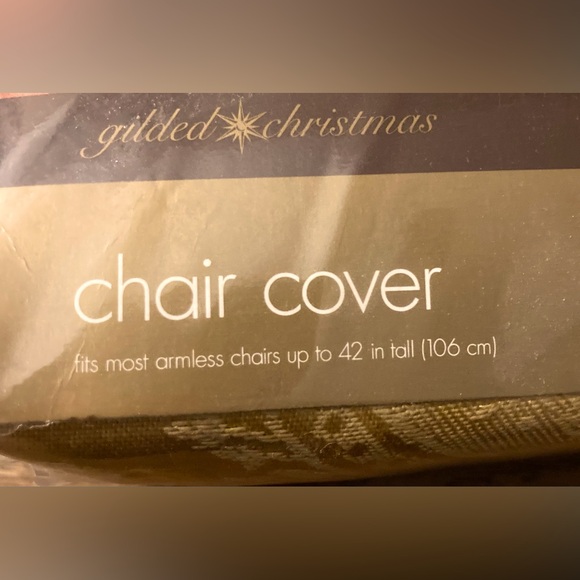 gilded christmas
chair cover
fits most armless chairs up to 42 in tall (106 cm)